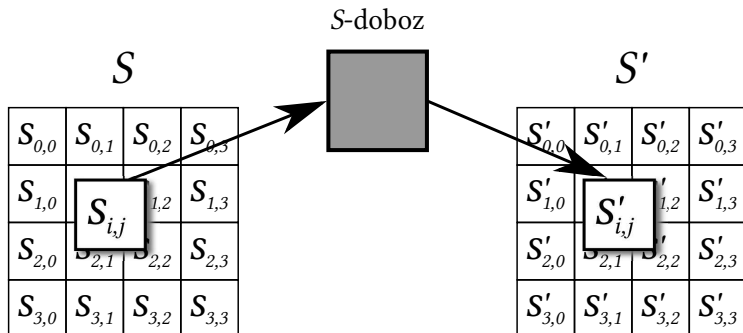 S-doboz
S S′
s0,0 s0,1 s0,2 s0,3 s′0,0 s′0,1 s′0,2 s′0,3
s1,0 1,2 s1,3 s′1,0 ′1,2 s′1,3
si,j s′i,j
s2,0 s2,1 s2,2 s2,3 s′2,0 s′2,1 s′2,2 s′2,3
s3,0 s3,1 s3,2 s3,3 s′3,0 s′3,1 s′3,2 s′3,3